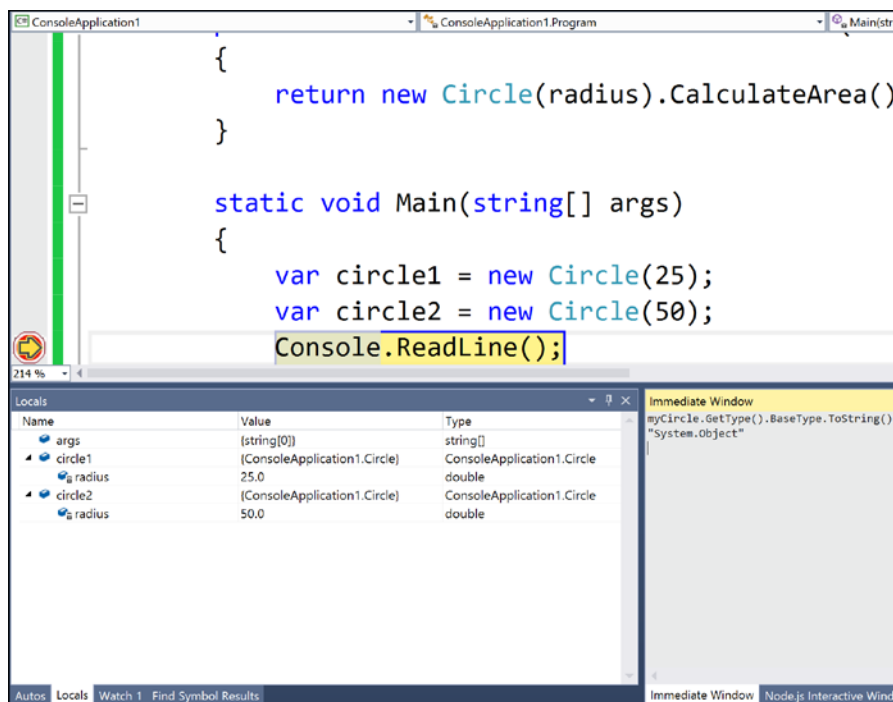 ConsoleApplication1 ConsoleApplication1.Program Main(str
{
return new Circle(radius).CalculateArea()
}
static void Main(string[] args)
{
var circle1 = new Circle(25);
var circle2 = new Circle(50);
Console.ReadLine();
214 %
Locals
Name Value Type
args {string[0]} string[]
circle1 {ConsoleApplication1.Circle} ConsoleApplication1.Circle
radius 25.0 double
circle2 {ConsoleApplication1.Circle} ConsoleApplication1.Circle
radius 50.0 double
Autos Locals Watch 1 Find Symbol Results
Immediate Window
myCircle.GetType().BaseType.ToString()
"System.Object"
Immediate Window Node.js Interactive Wind